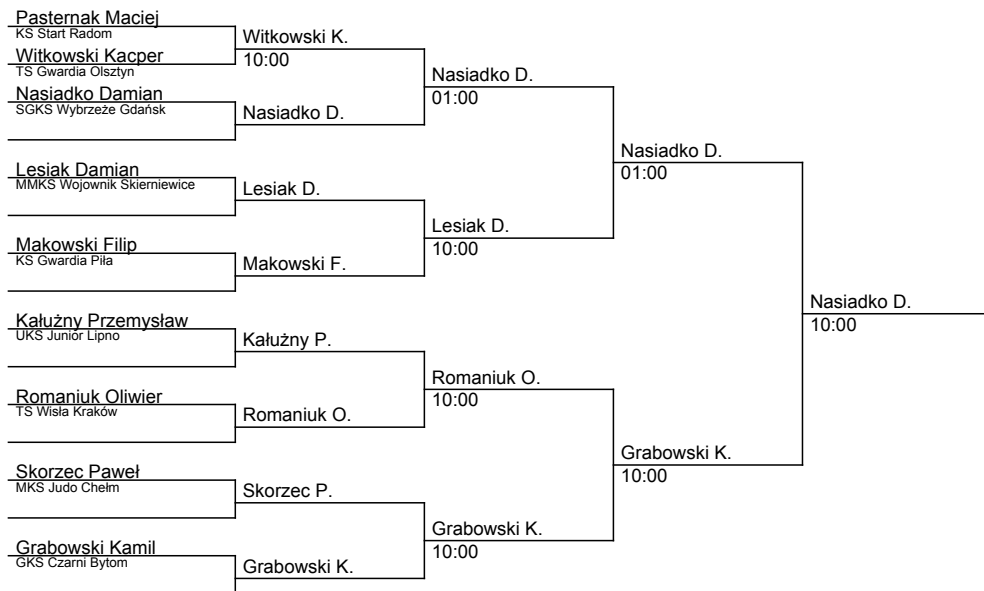 Pasternak Maciej
KS Start Radom
Witkowski K.
10:00
Witkowski Kacper
TS Gwardia Olsztyn
Nasiadko D.
01:00
Nasiadko Damian
SGKS Wybrzeże Gdańsk
Nasiadko D.
Nasiadko D.
01:00
Lesiak Damian
MMKS Wojownik Skierniewice
Lesiak D.
Lesiak D.
10:00
Makowski Filip
KS Gwardia Piła
Makowski F.
Nasiadko D.
10:00
Kałużny Przemysław
UKS Junior Lipno
Kałużny P.
Romaniuk O.
10:00
Romaniuk Oliwier
TS Wisła Kraków
Romaniuk O.
Grabowski K.
10:00
Skorzec Paweł
MKS Judo Chełm
Skorzec P.
Grabowski K.
10:00
Grabowski Kamil
GKS Czarni Bytom
Grabowski K.